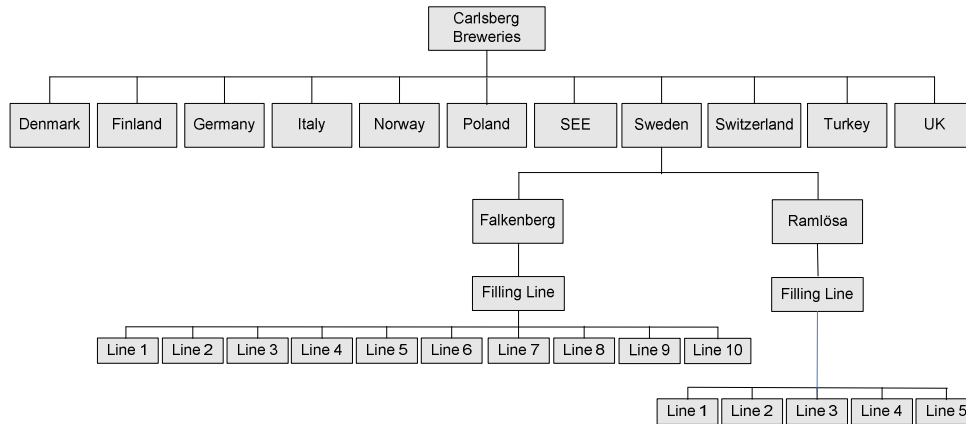 Carlsberg
Breweries
Denmark
Finland
Germany
Italy
Norway
Poland
SEE
Sweden
Switzerland
Turkey
UK
Falkenberg
Ramlösa
Filling Line
Filling Line
Line 1
Line 2
Line 3
Line 4
Line 5
Line 6
Line 7
Line 8
Line 9
Line 10
Line 1
Line 2
Line 3
Line 4
Line 5